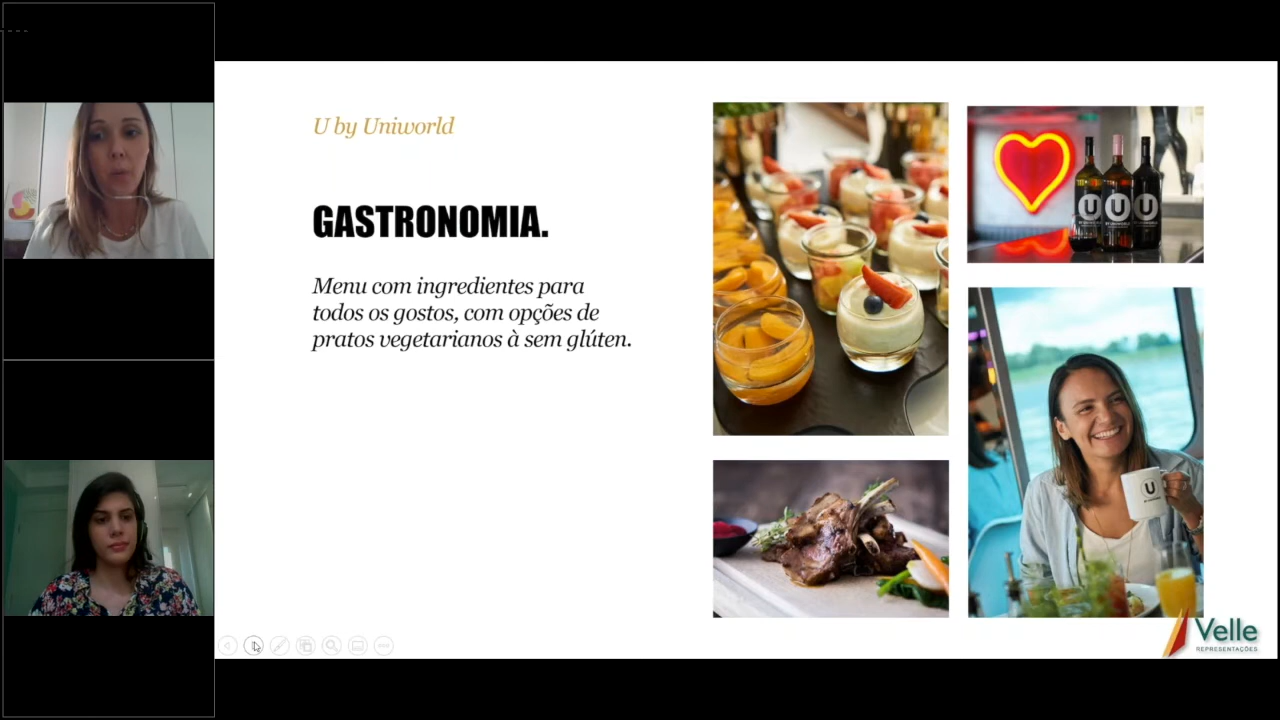 U by Uniworld
GASTRONOMIA.
Menu com ingredientes para
todos os gostos, com opções de
pratos vegetarianos à sem glúten.
U
U
U
U
Velle
REPRESENTAÇÕES